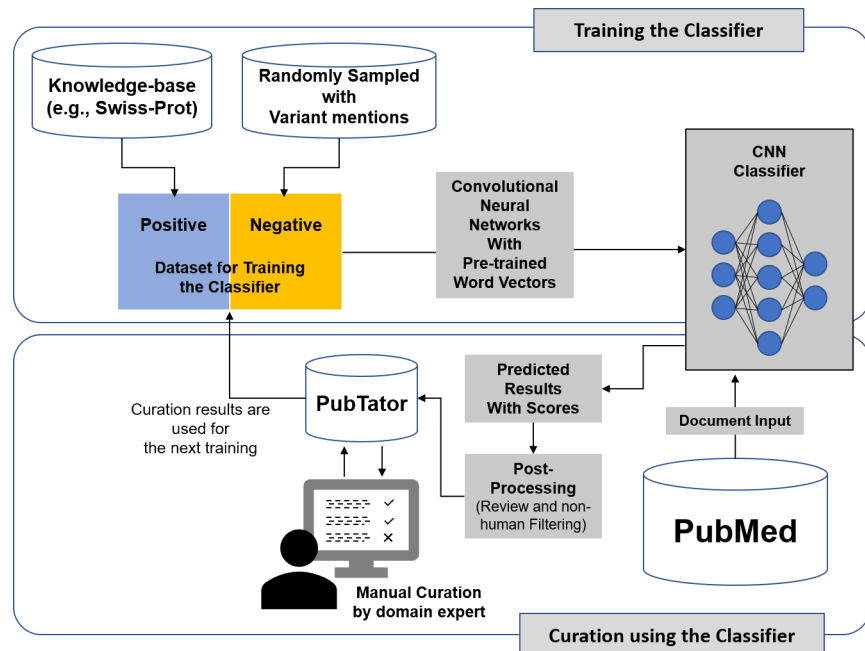 Training the Classifier
Knowledge-base
(e.g., Swiss-Prot)
Randomly Sampled
with
Variant mentions
Positive
Negative
Dataset for Training
the Classifier
Convolutional
Neural
Networks
With
Pre-trained
Word Vectors
CNN
Classifier
Predicted
Results
With Scores
PubTator
Curation results are
used for
the next training
Document Input
Post-
Processing
(Review and non-
human Filtering)
PubMed
Manual Curation
by domain expert
Curation using the Classifier